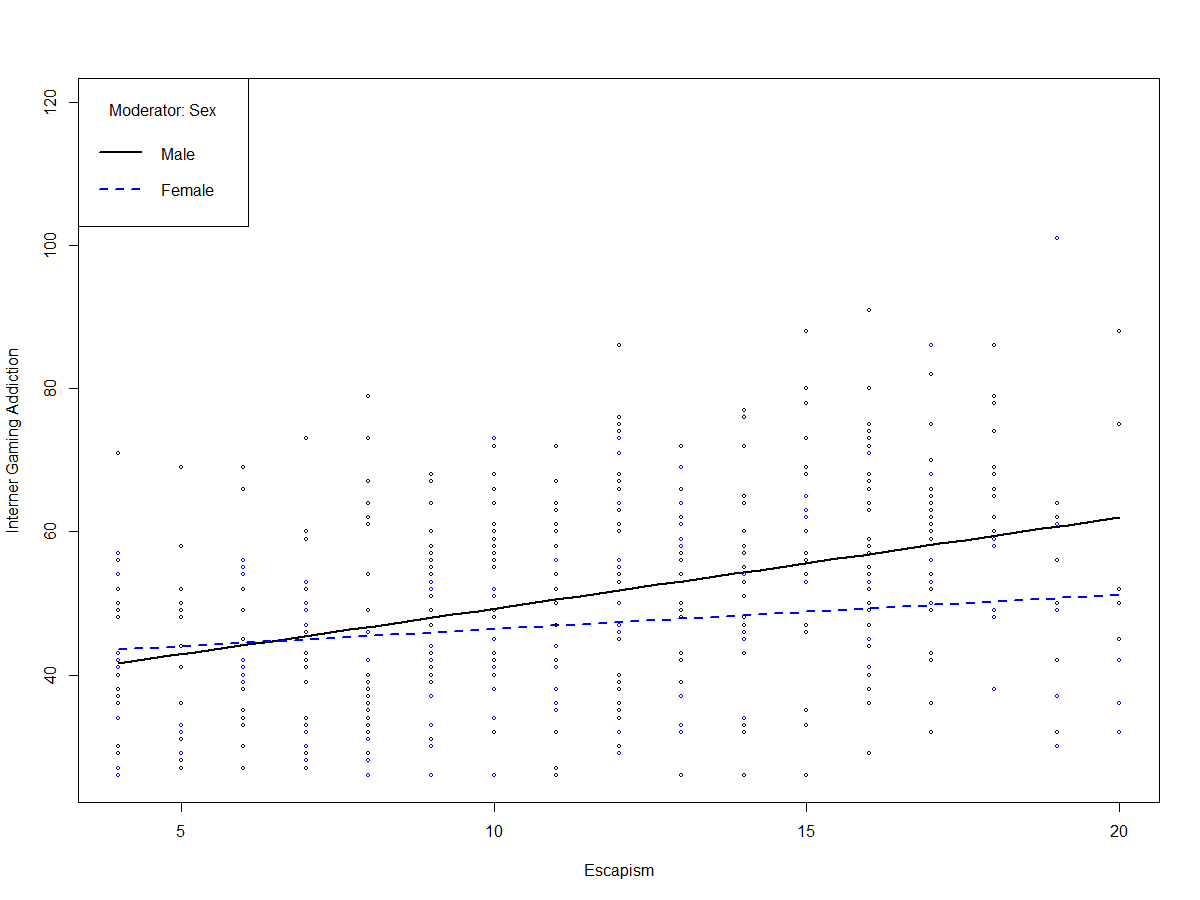 Moderator: Sex
Male
Female
Interner Gaming Addiction
120
100
80
60
40
5 10 15 20
Escapism